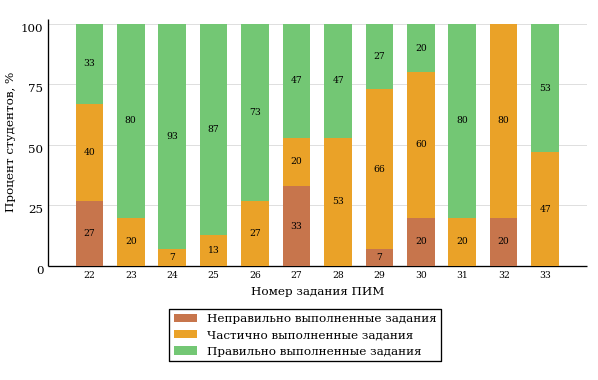 100
75
50
25
0
Процент студентов, %
33 80 93 87 73 47 47 27 20 80 53
40 20 7 13 27 20 53 66 60 20 80 47
27 33 7 20 20
22 23 24 25 26 27 28 29 30 31 32 33
Номер задания ПИМ
Неправильно выполненные задания
Частично выполненные задания
Правильно выполненные задания